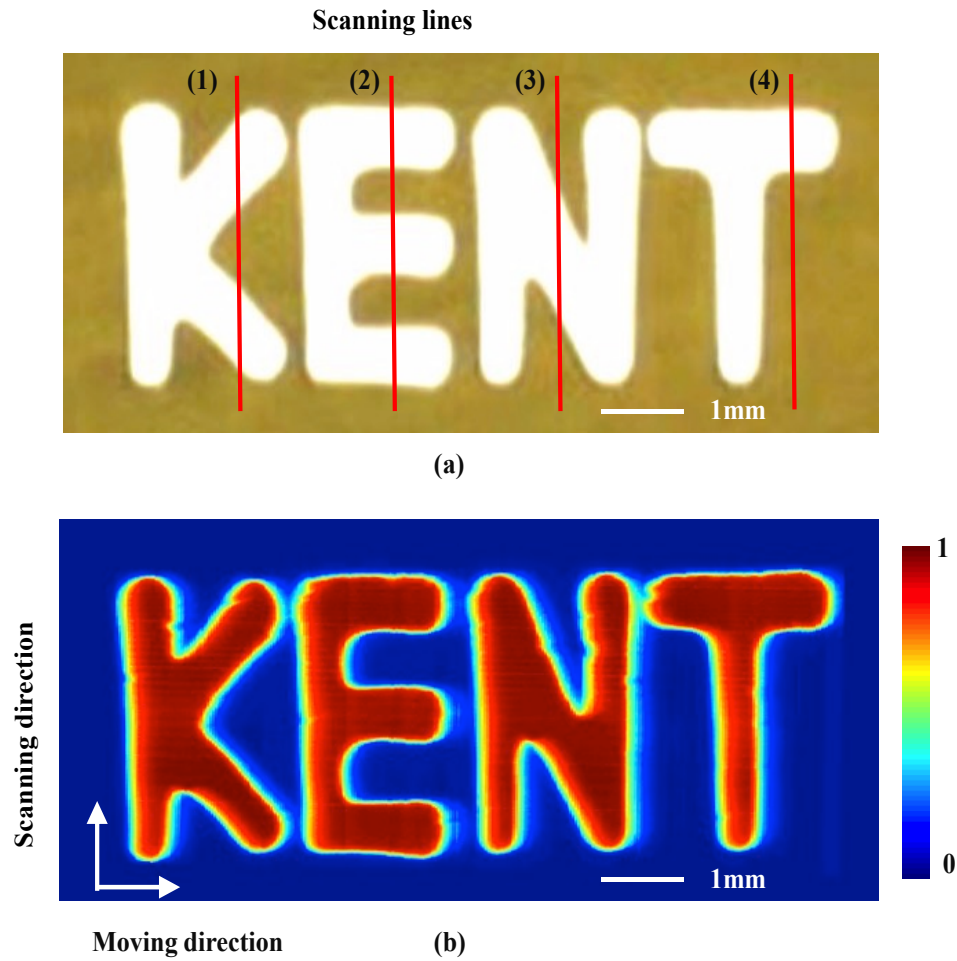 Scanning lines
(1) (2) (3) (4)
KENT
1mm
(a)
KENT
1
0
1mm
Scanning direction
Moving direction
(b)